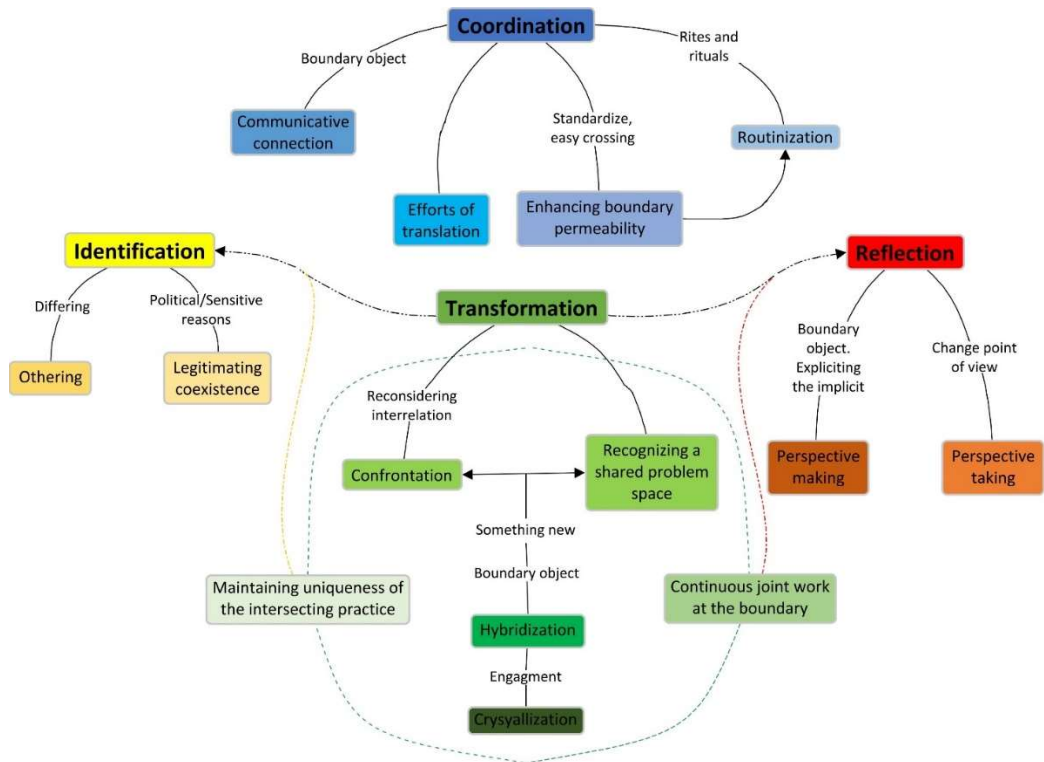 Coordination
Boundary object
Rites and
rituals
Communicative
connection
Standardize,
easy crossing
Routinization
Efforts of
translation
Enhancing boundary
permeability
Identification
Reflection
Differing
Political/Sensitive
reasons
Transformation
Othering
Legitimating
coexistence
Boundary
object.
Expliciting
the implicit
Change point
of view
Reconsidering
interrelation
Confrontation
Recognizing a
shared problem
space
Perspective
making
Perspective
taking
Something new
Boundary object
Maintaining uniqueness of
the intersecting practice
Continuous joint work
at the boundary
Hybridization
Engagment
Crysyallization